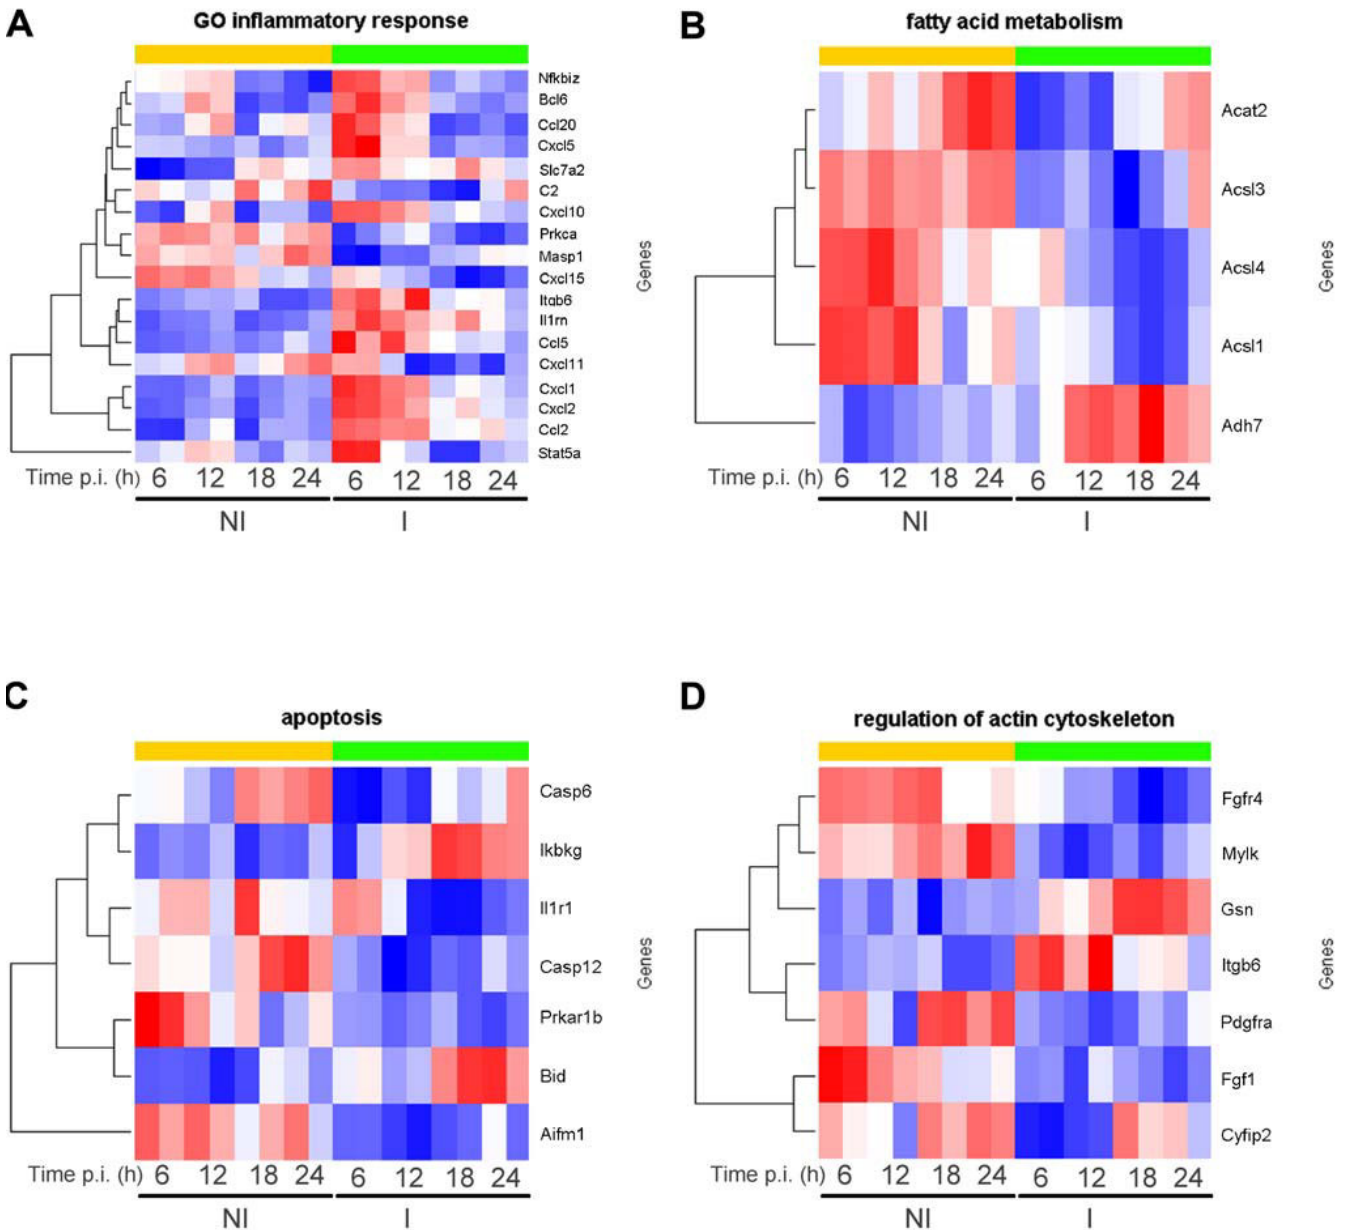 A
GO inflammatory response
Nfkbiz
Bcl6
Ccl20
Cxcl5
Slc7a2
C2
Cxcl10
Prkca
Masp1
Cxcl15
Itgb6
Il1rn
Ccl5
Cxcl11
Cxcl1
Cxcl2
Ccl2
Stat5a
Genes
Time p.i. (h) 6 12 18 24 6 12 18 24
NI I
B
fatty acid metabolism
Acat2
Acsl3
Acsl4
Acsl1
Adh7
Genes
Time p.i. (h) 6 12 18 24 6 12 18 24
NI I
C
apoptosis
Casp6
Ikbkg
Il1r1
Casp12
Prkar1b
Bid
Aifm1
Genes
Time p.i. (h) 6 12 18 24 6 12 18 24
NI I
D
regulation of actin cytoskeleton
Fgfr4
Mylk
Gsn
Itgb6
Pdgfra
Fgf1
Cyfip2
Genes
Time p.i. (h) 6 12 18 24 6 12 18 24
NI I